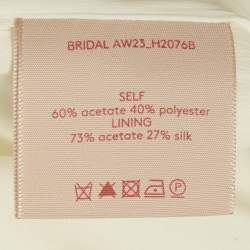 BRIDAL AW23_H2076B
SELF
60% acetate 40% polyester
LINING
73% acetate 27% silk
P